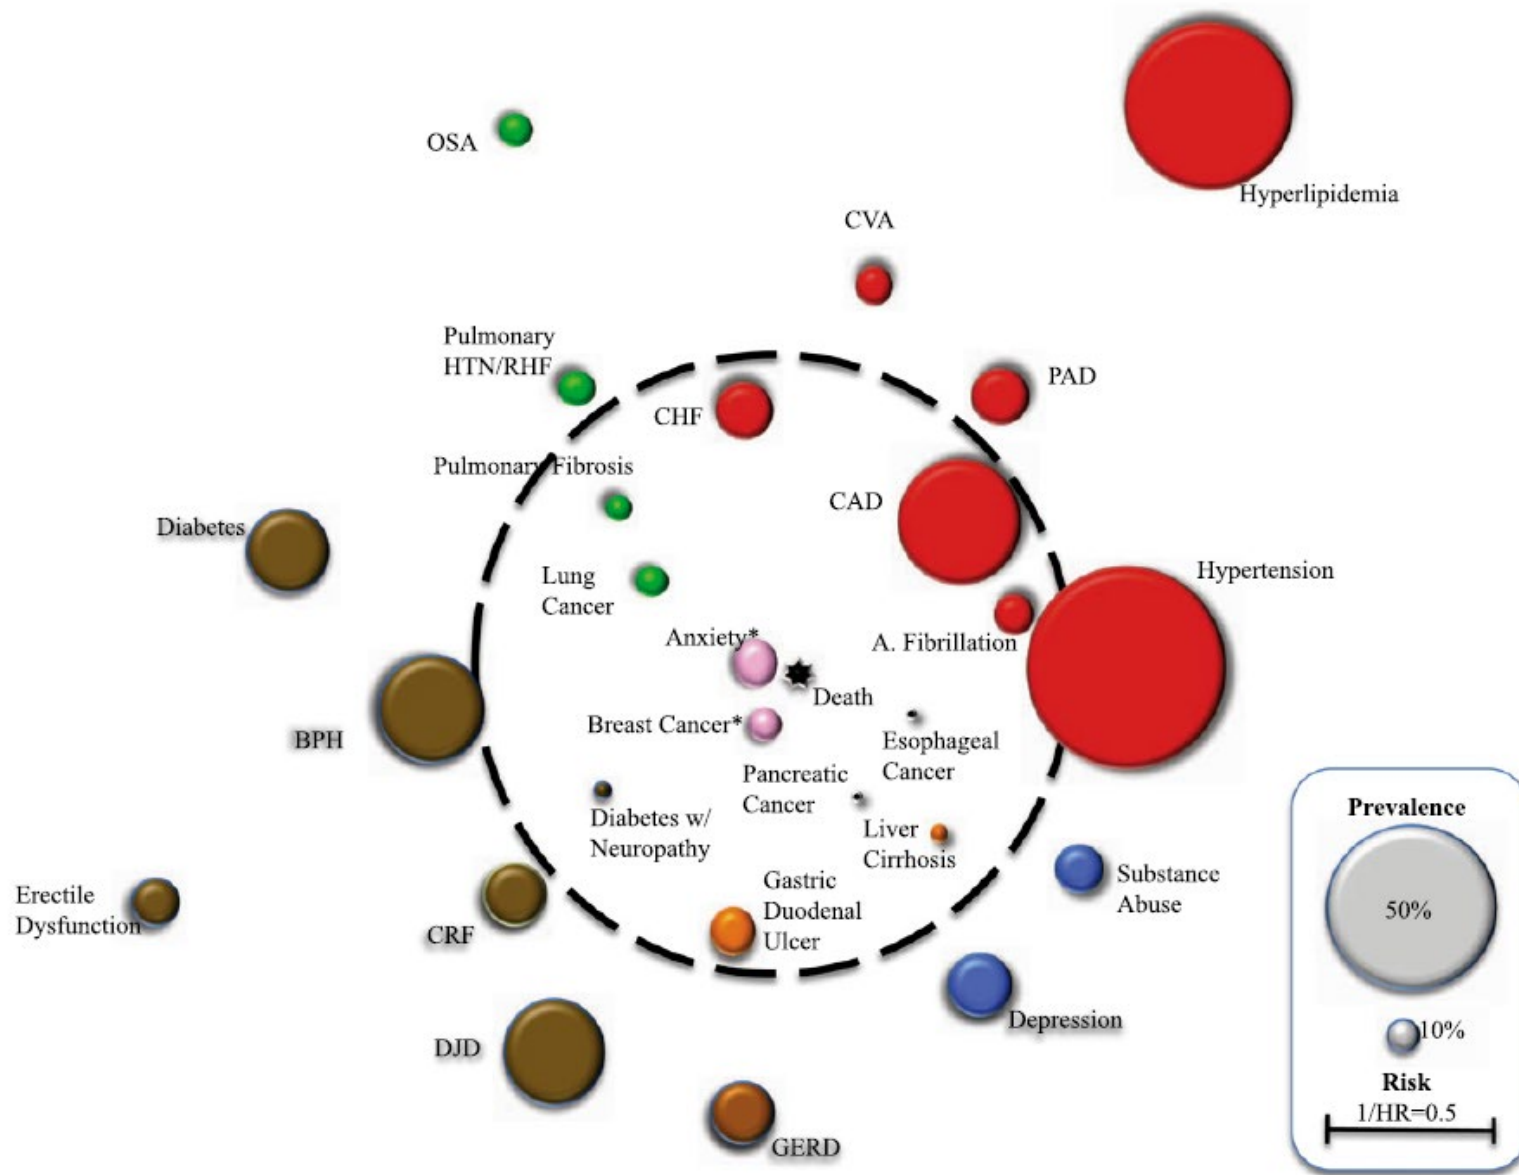 OSA
Hyperlipidemia
CVA
Pulmonary
HTN/RHF
PAD
CHF
Pulmonary Fibrosis
CAD
Diabetes
Hypertension
Lung
Cancer
Anxiety*
A. Fibrillation
Death
Breast Cancer*
BPH
Esophageal
Cancer
Pancreatic
Cancer
Diabetes w/
Neuropathy
Liver
Cirrhosis
Substance
Abuse
Erectile
Dysfunction
CRF
Gastric
Duodenal
Ulcer
Depression
DJD
GERD
Prevalence
50%
10%
Risk
1/HR=0.5